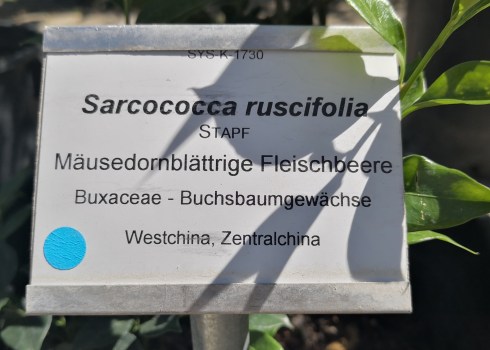 SYS-K-1730
Sarcococca ruscifolia
STAPF
Mäusedornblättrige Fleischbeere
Buxaceae - Buchsbaumgewächse
Westchina, Zentralchina